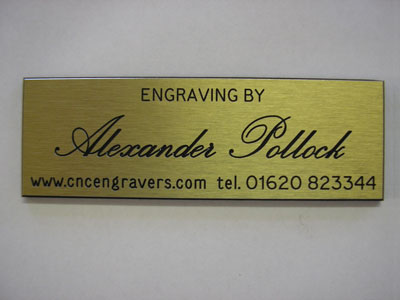 ENGRAVING BY
Alexander Pollock
www.cncengravers.com tel. 01620 823344